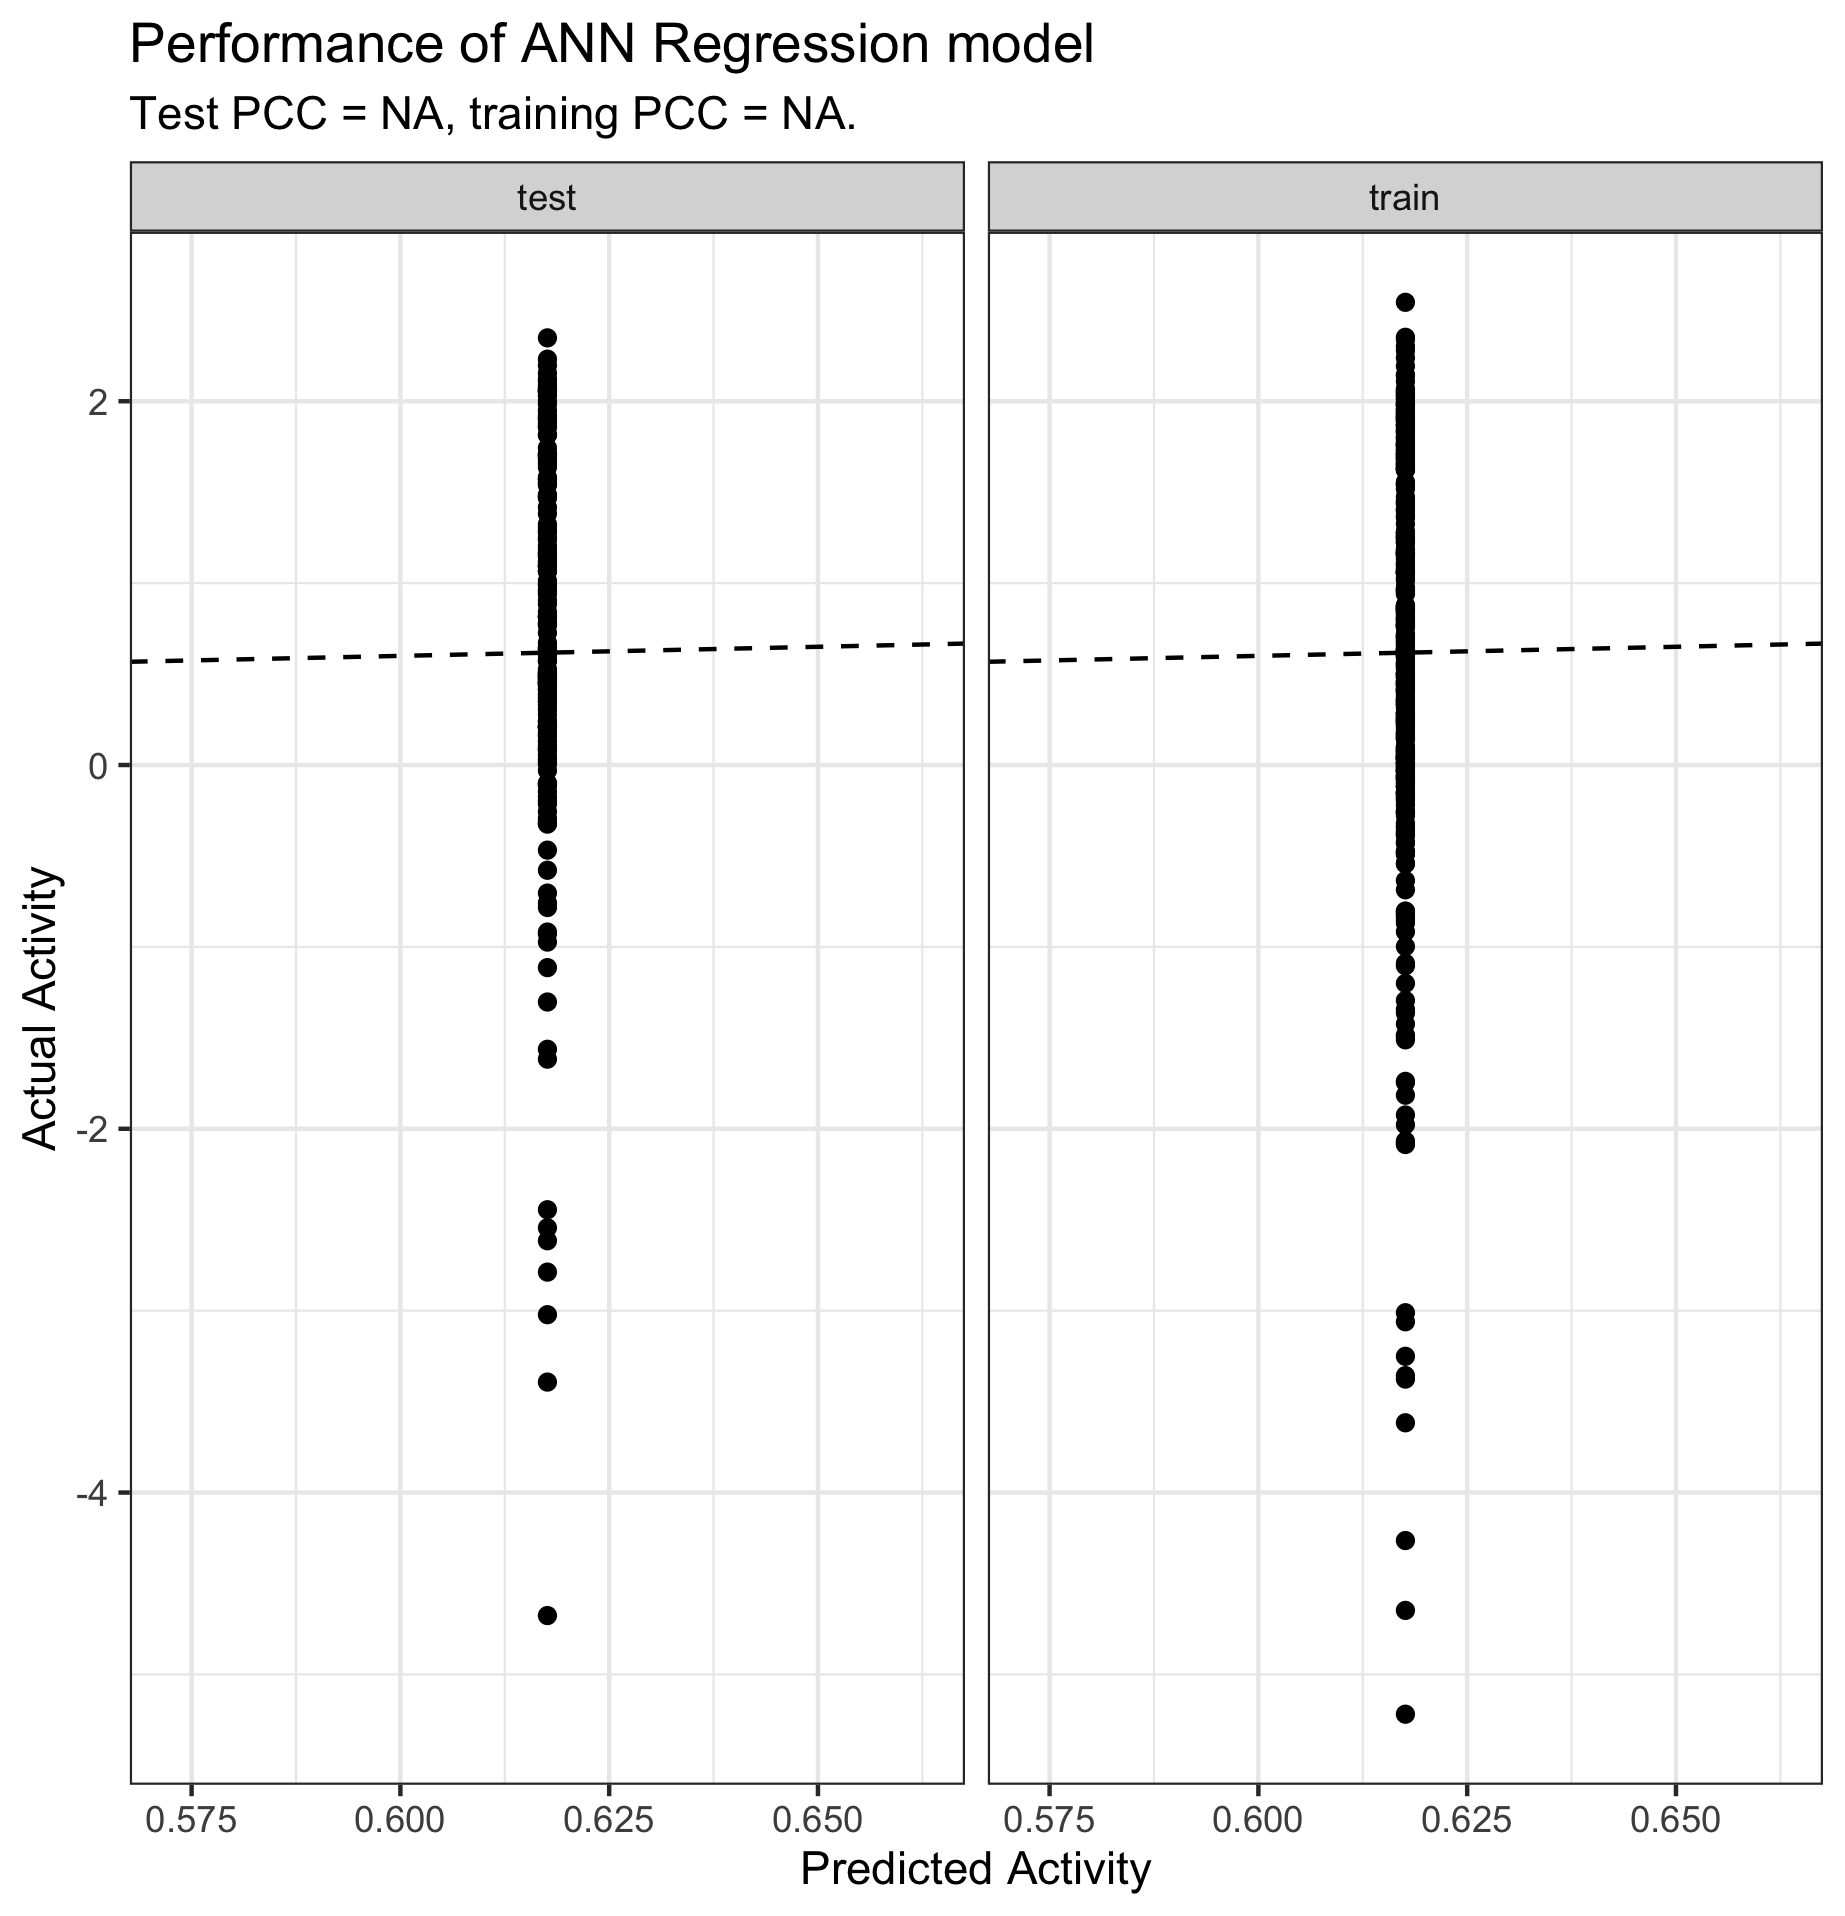 Performance of ANN Regression model
Test PCC = NA, training PCC = NA.
test
train
2
0
-2
-4
Actual Activity
0.575 0.600 0.625 0.650 0.575 0.600 0.625 0.650
Predicted Activity